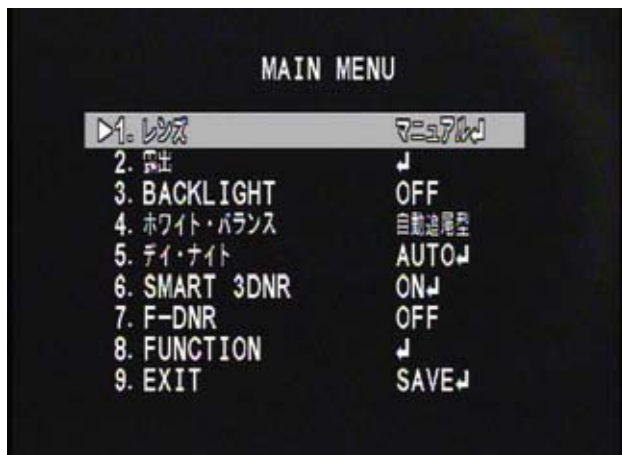 MAIN MENU
▷1. レンズ マニュアル↲
2. 露出 ↲
3. BACKLIGHT OFF
4. ホワイト・バランス 自動追尾型
5. デイ・ナイト AUTO↲
6. SMART 3DNR ON↲
7. F-DNR OFF
8. FUNCTION ↲
9. EXIT SAVE↲